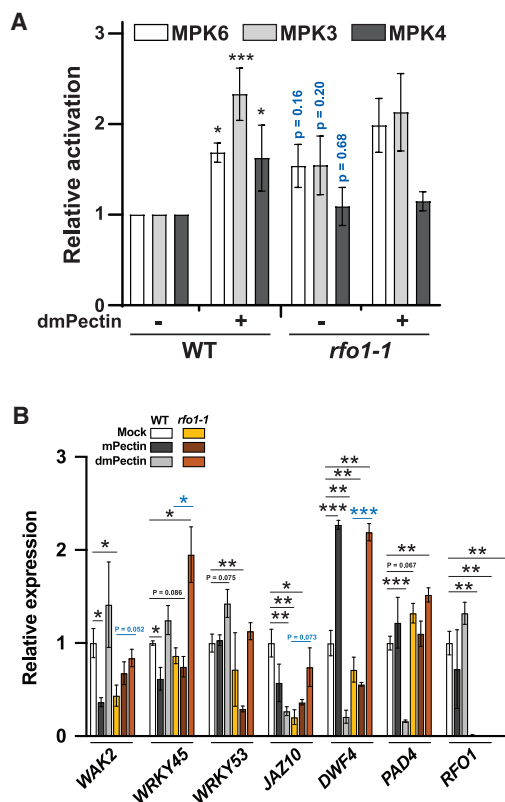 A
MPK6 MPK3 MPK4
Relative activation
3
2
1
0
* *** *
p = 0.16
p = 0.20
p = 0.68
dmPectin - + - +
WT rfo1-1
B
WT rfo1-1
Mock
mPectin
dmPectin
Relative expression
3
2
1
0
* *
P = 0.052
* *
P = 0.086
*
**
P = 0.075
*
**
**
P = 0.073
**
**
**
*** ***
**
P = 0.067
***
**
**
**
WAK2 WRKY45 WRKY53 JAZ10 DWF4 PAD4 RFO1